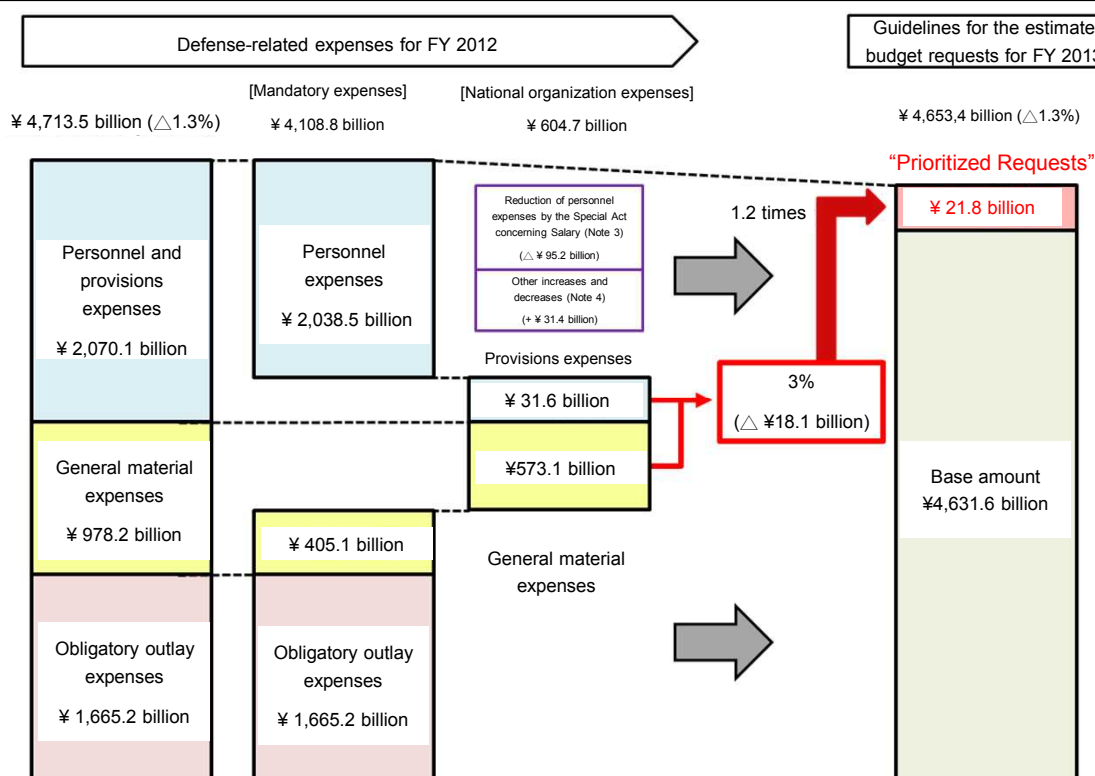 Defense-related expenses for FY 2012
Guidelines for the estimate
budget requests for FY 2013
[Mandatory expenses]
[National organization expenses]
¥ 4,713.5 billion (△1.3%)
¥ 4,108.8 billion
¥ 604.7 billion
¥ 4,653,4 billion (△1.3%)
“Prioritized Requests”
¥ 21.8 billion
Personnel and
provisions
expenses
¥ 2,070.1 billion
Personnel
expenses
¥ 2,038.5 billion
Reduction of personnel
expenses by the Special Act
concerning Salary (Note 3)
(△ ¥ 95.2 billion)
Other increases and
decreases (Note 4)
(+ ¥ 31.4 billion)
1.2 times
Provisions expenses
¥ 31.6 billion
3%
(△ ¥18.1 billion)
General material
expenses
¥ 978.2 billion
¥ 405.1 billion
¥573.1 billion
General material
expenses
Base amount
¥4,631.6 billion
Obligatory outlay
expenses
¥ 1,665.2 billion
Obligatory outlay
expenses
¥ 1,665.2 billion